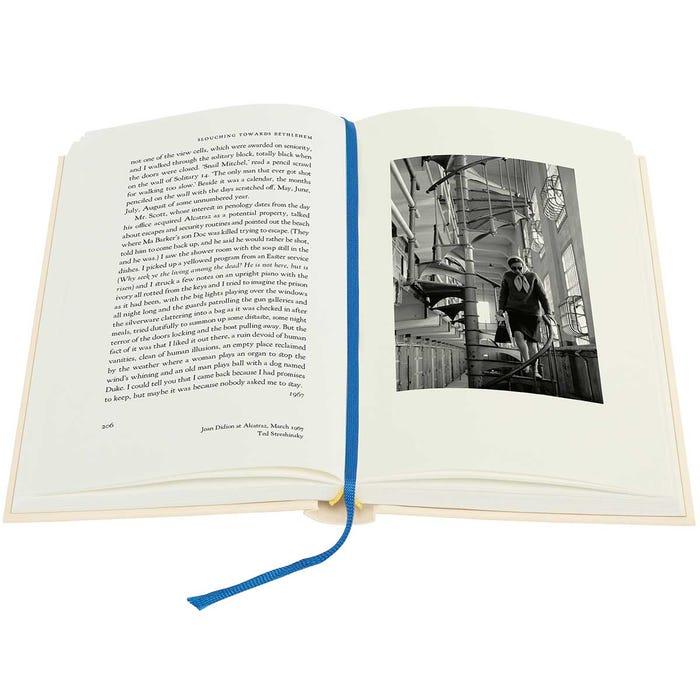 SLOUCHING TOWARDS BETHLEHEM
not one of the view cells, which were awarded on seniority,
and I walked through the solitary block, totally black when
the doors were closed. ‘Snail Mitchel,’ read a pencil scrawl
on the wall of Solitary 14. ‘The only man that ever got shot
for walking too slow.’ Beside it was a calendar, the months
penciled on the wall with the days scratched off, May, June,
July, August of some unnumbered year.
Mr. Scott, whose interest in penology dates from the day
his office acquired Alcatraz as a potential property, talked
about escapes and security routines and pointed out the beach
where Ma Barker’s son Doc was killed trying to escape. (They
told him to come back up, and he said he would rather be shot,
and he was.) I saw the shower room with the soap still in the
dishes. I picked up a yellowed program from an Easter service
(Why seek ye the living among the dead? He is not here, but is
risen) and I struck a few notes on an upright piano with the
ivory all rotted from the keys and I tried to imagine the prison
as it had been, with the big lights playing over the windows
all night long and the guards patrolling the gun galleries and
the silverware clattering into a bag as it was checked in after
meals, tried dutifully to summon up some distaste, some night
terror of the doors locking and the boat pulling away. But the
fact of it was that I liked it out there, a ruin devoid of human
vanities, clean of human illusions, an empty place reclaimed
by the weather where a woman plays an organ to stop the
wind’s whining and an old man plays ball with a dog named
Duke. I could tell you that I came back because I had promises
to keep, but maybe it was because nobody asked me to stay.
1967
206
Joan Didion at Alcatraz, March 1967
Ted Streshinsky